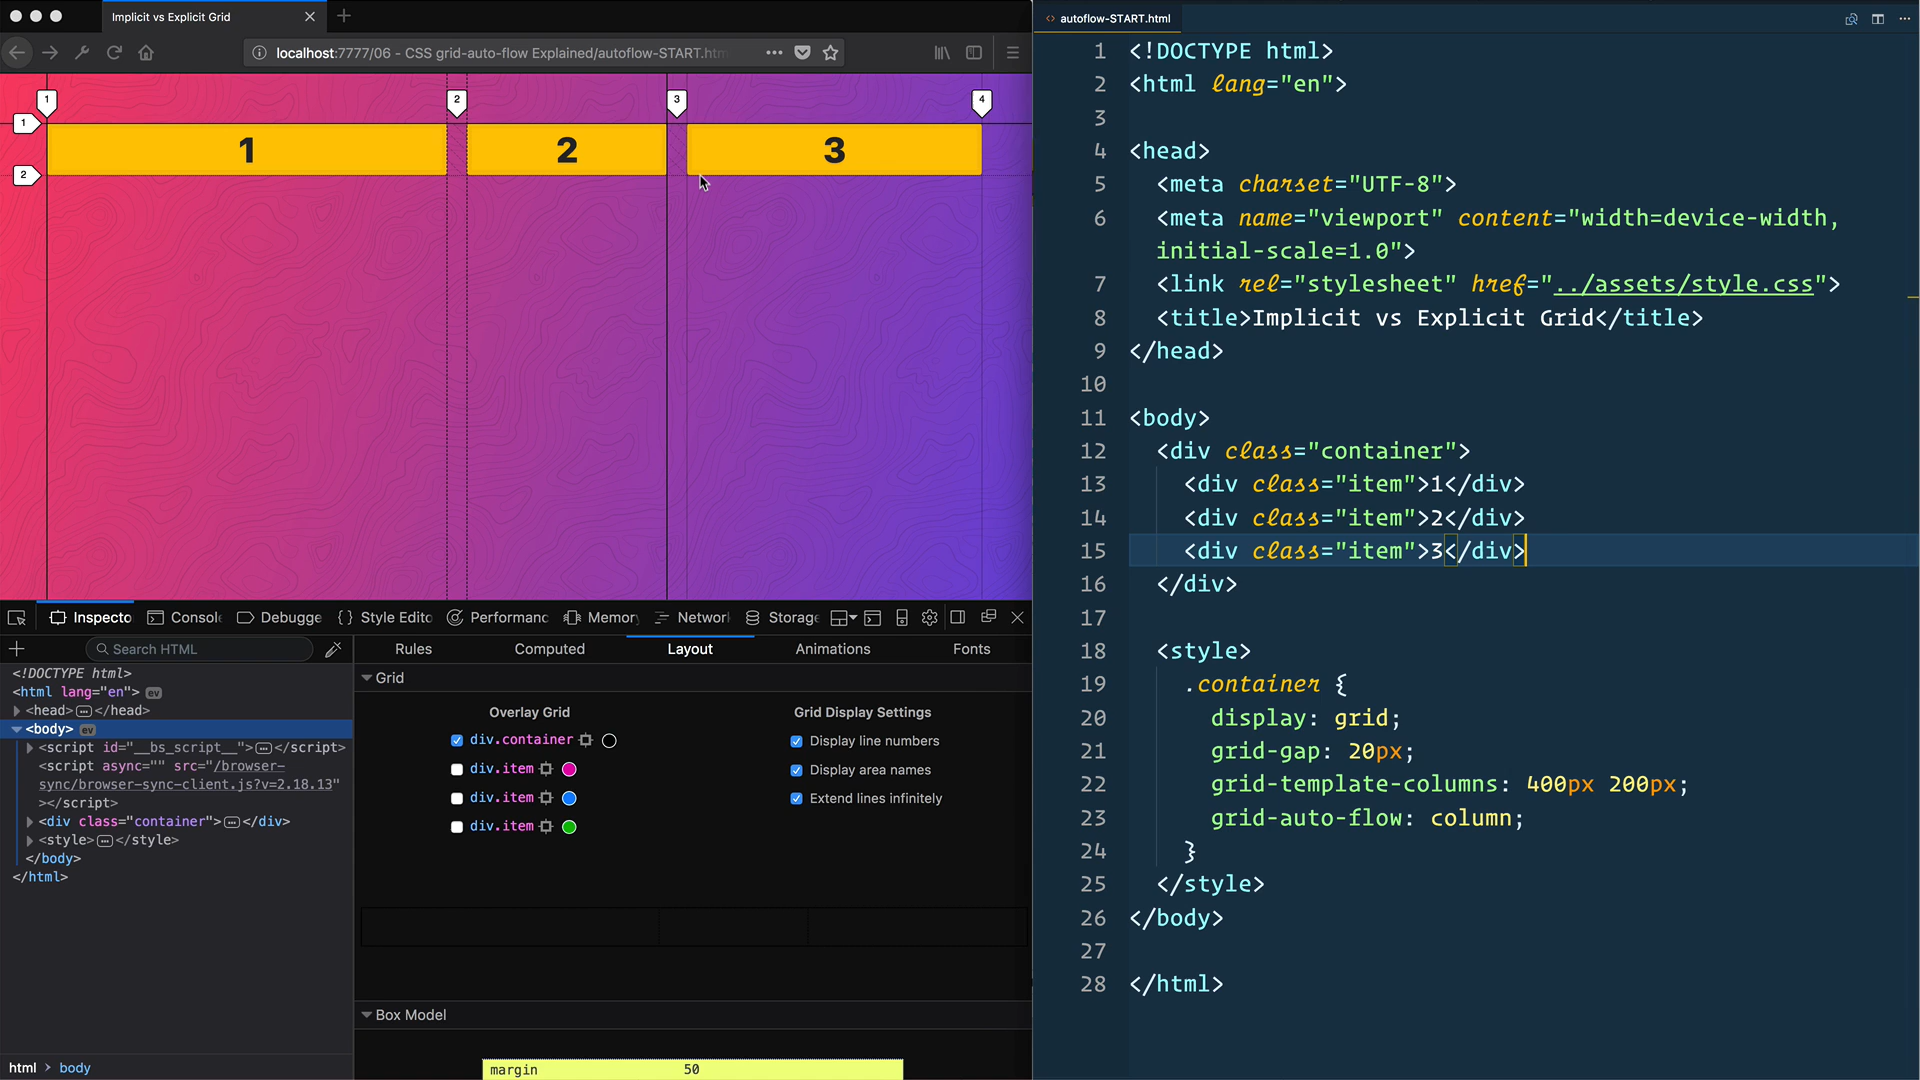 Implicit vs Explicit Grid
localhost:7777/06 - CSS grid-auto-flow Explained/autoflow-START.htm
1
2
3
4
1
2
1
2
3
Inspecto
Consol
Debugge
Style Edito
Performanc
Memor
Networ
Storag
Search HTML
<!DOCTYPE html>
<html lang="en"> ev
<head> </head>
<body> ev
<script id="__bs_script__"> </script>
<script async="" src="/browser-
sync/browser-sync-client.js?v=2.18.13"
></script>
<div class="container"> </div>
<style> </style>
</body>
</html>
html > body
Rules
Computed
Layout
Animations
Fonts
Grid
Overlay Grid
div.container
div.item
div.item
div.item
Grid Display Settings
Display line numbers
Display area names
Extend lines infinitely
Box Model
margin 50
autoflow-START.html
1 <!DOCTYPE html>
2 <html lang="en">
3
4 <head>
5 <meta charset="UTF-8">
6 <meta name="viewport" content="width=device-width,
initial-scale=1.0">
7 <link rel="stylesheet" href="../assets/style.css">
8 <title>Implicit vs Explicit Grid</title>
9 </head>
10
11 <body>
12 <div class="container">
13 <div class="item">1</div>
14 <div class="item">2</div>
15 <div class="item">3</div>
16 </div>
17
18 <style>
19 .container {
20 display: grid;
21 grid-gap: 20px;
22 grid-template-columns: 400px 200px;
23 grid-auto-flow: column;
24 }
25 </style>
26 </body>
27
28 </html>